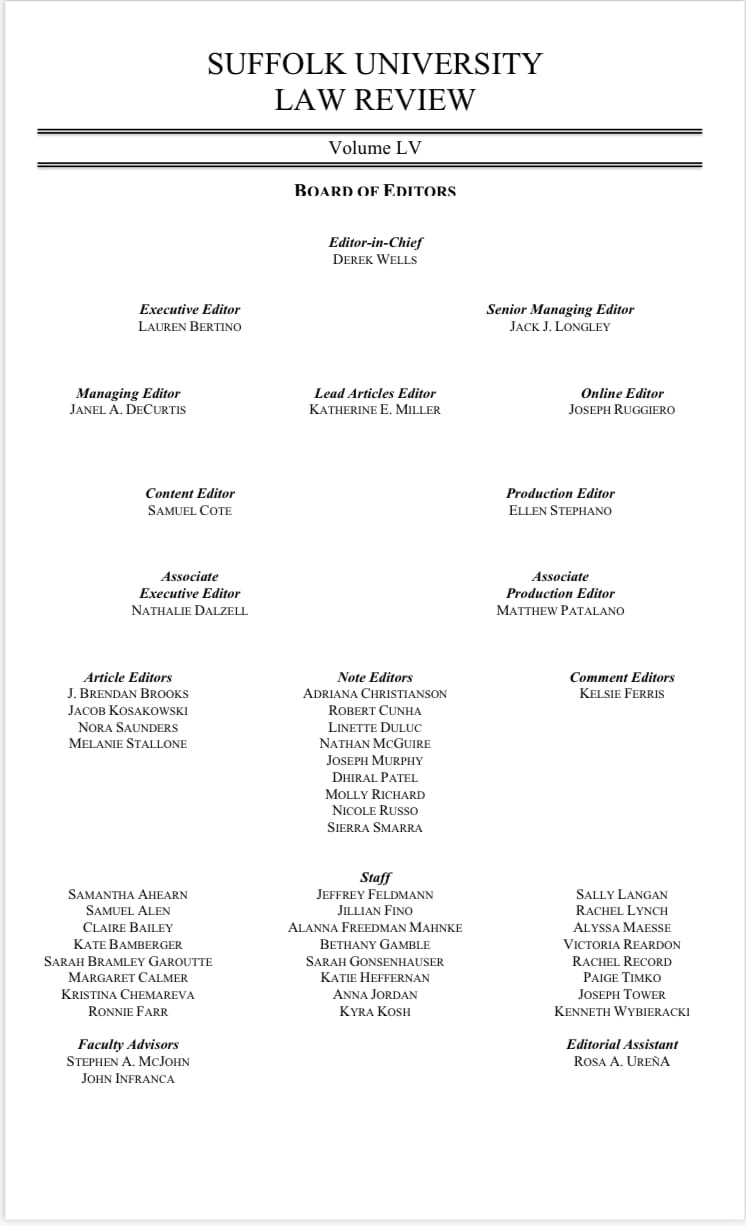 SUFFOLK UNIVERSITY
LAW REVIEW
Volume LV
BOARD OF EDITORS
Editor-in-Chief
DEREK WELLS
Executive Editor
LAUREN BERTINO
Senior Managing Editor
JACK J. LONGLEY
Managing Editor
JANEL A. DECURTIS
Lead Articles Editor
KATHERINE E. MILLER
Online Editor
JOSEPH RUGGIERO
Content Editor
SAMUEL COTE
Production Editor
ELLEN STEPHANO
Associate
Executive Editor
NATHALIE DALZELL
Associate
Production Editor
MATTHEW PATALANO
Article Editors
J. BRENDAN BROOKS
JACOB KOSAKOWSKI
NORA SAUNDERS
MELANIE STALLONE
Note Editors
ADRIANA CHRISTIANSON
ROBERT CUNHA
LINETTE DULUC
NATHAN MCGUIRE
JOSEPH MURPHY
DHIRAL PATEL
MOLLY RICHARD
NICOLE RUSSO
SIERRA SMARRA
Comment Editors
KELSIE FERRIS
Staff
SAMANTHA AHEARN
SAMUEL ALEN
CLAIRE BAILEY
KATE BAMBERGER
SARAH BRAMLEY GAROUTTE
MARGARET CALMER
KRISTINA CHEMAREVA
RONNIE FARR
JEFFREY FELDMANN
JILLIAN FINO
ALANNA FREEDMAN MAHNKE
BETHANY GAMBLE
SARAH GONSENHAUSER
KATIE HEFFERNAN
ANNA JORDAN
KYRA KOSH
SALLY LANGAN
RACHEL LYNCH
ALYSSA MAESSE
VICTORIA REARDON
RACHEL RECORD
PAIGE TIMKO
JOSEPH TOWER
KENNETH WYBIERACKI
Faculty Advisors
STEPHEN A. MCJOHN
JOHN INFRANCA
Editorial Assistant
ROSA A. UREÑA